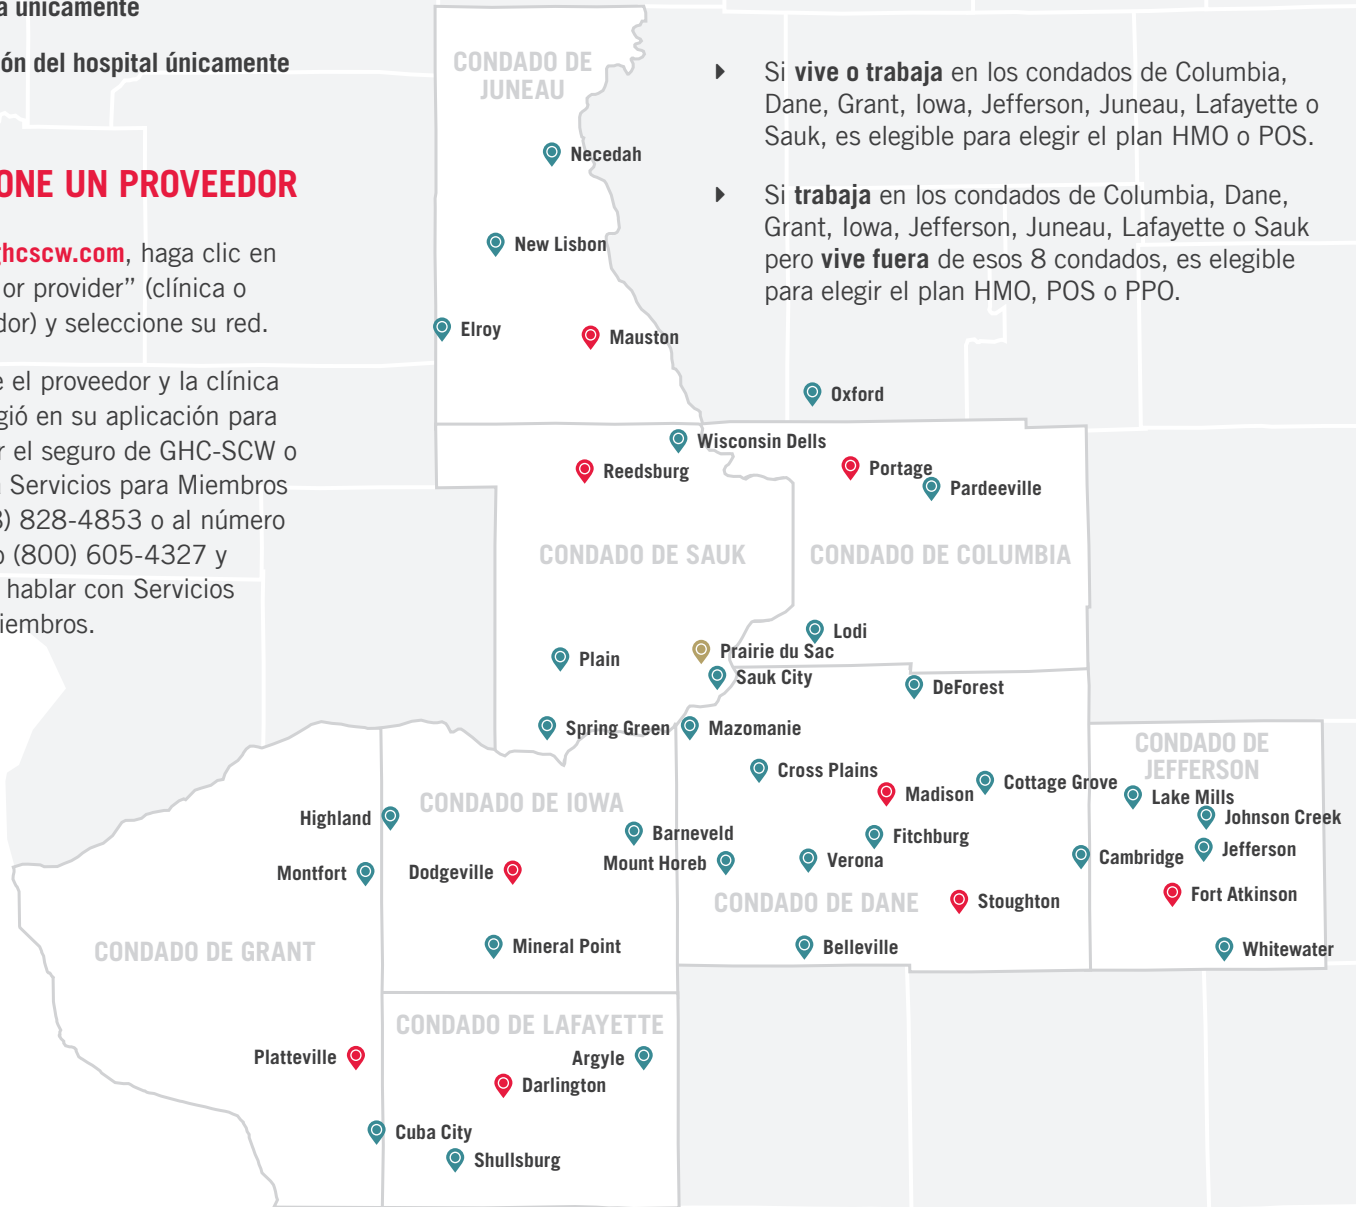 únicamente
ón del hospital únicamente
ONE UN PROVEEDOR
ghcscw.com, haga clic en
or provider” (clínica o
dor) y seleccione su red.
e el proveedor y la clínica
gió en su aplicación para
r el seguro de GHC-SCW o
a Servicios para Miembros
8) 828-4853 o al número
o (800) 605-4327 y
hablar con Servicios
iembros.
▶ Si vive o trabaja en los condados de Columbia,
Dane, Grant, Iowa, Jefferson, Juneau, Lafayette o
Sauk, es elegible para elegir el plan HMO o POS.
▶ Si trabaja en los condados de Columbia, Dane,
Grant, Iowa, Jefferson, Juneau, Lafayette o Sauk
pero vive fuera de esos 8 condados, es elegible
para elegir el plan HMO, POS o PPO.
CONDADO DE
JUNEAU
Necedah
New Lisbon
Elroy
Mauston
Oxford
Wisconsin Dells
Reedsburg
Portage
Pardeeville
CONDADO DE SAUK
CONDADO DE COLUMBIA
Lodi
Prairie du Sac
Plain
Sauk City
DeForest
Spring Green
Mazomanie
CONDADO DE
JEFFERSON
Cross Plains
Cottage Grove
Madison
Lake Mills
CONDADO DE IOWA
Highland
Johnson Creek
Barneveld
Fitchburg
Jefferson
Mount Horeb
Verona
Cambridge
Montfort
Dodgeville
Fort Atkinson
CONDADO DE DANE
Stoughton
Mineral Point
Belleville
Whitewater
CONDADO DE GRANT
CONDADO DE LAFAYETTE
Platteville
Argyle
Darlington
Cuba City
Shullsburg